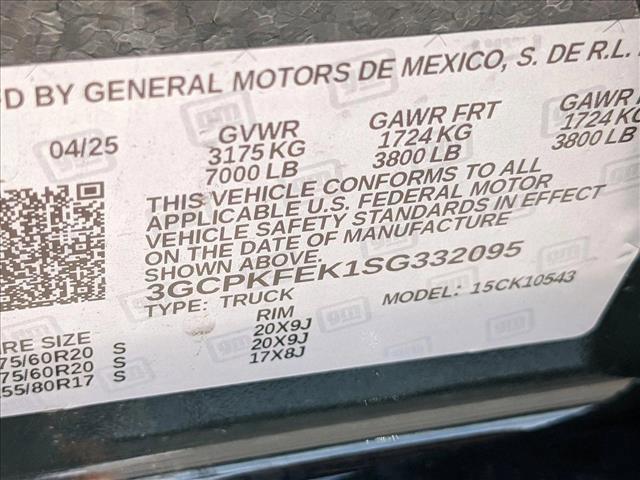 D BY GENERAL MOTORS DE MEXICO, S. DE R.L.
04/25
GVWR
3175 KG
7000 LB
GAWR FRT
1724 KG
3800 LB
GAWR
1724 KG
3800 LB
THIS VEHICLE CONFORMS TO ALL
APPLICABLE U.S. FEDERAL MOTOR
VEHICLE SAFETY STANDARDS IN EFFECT
ON THE DATE OF MANUFACTURE
SHOWN ABOVE.
3GCPKFEK1SG332095
TYPE: TRUCK
MODEL: 15CK10543
RE SIZE
RIM
75/60R20 S
20X9J
75/60R20 S
20X9J
55/80R17 S
17X8J